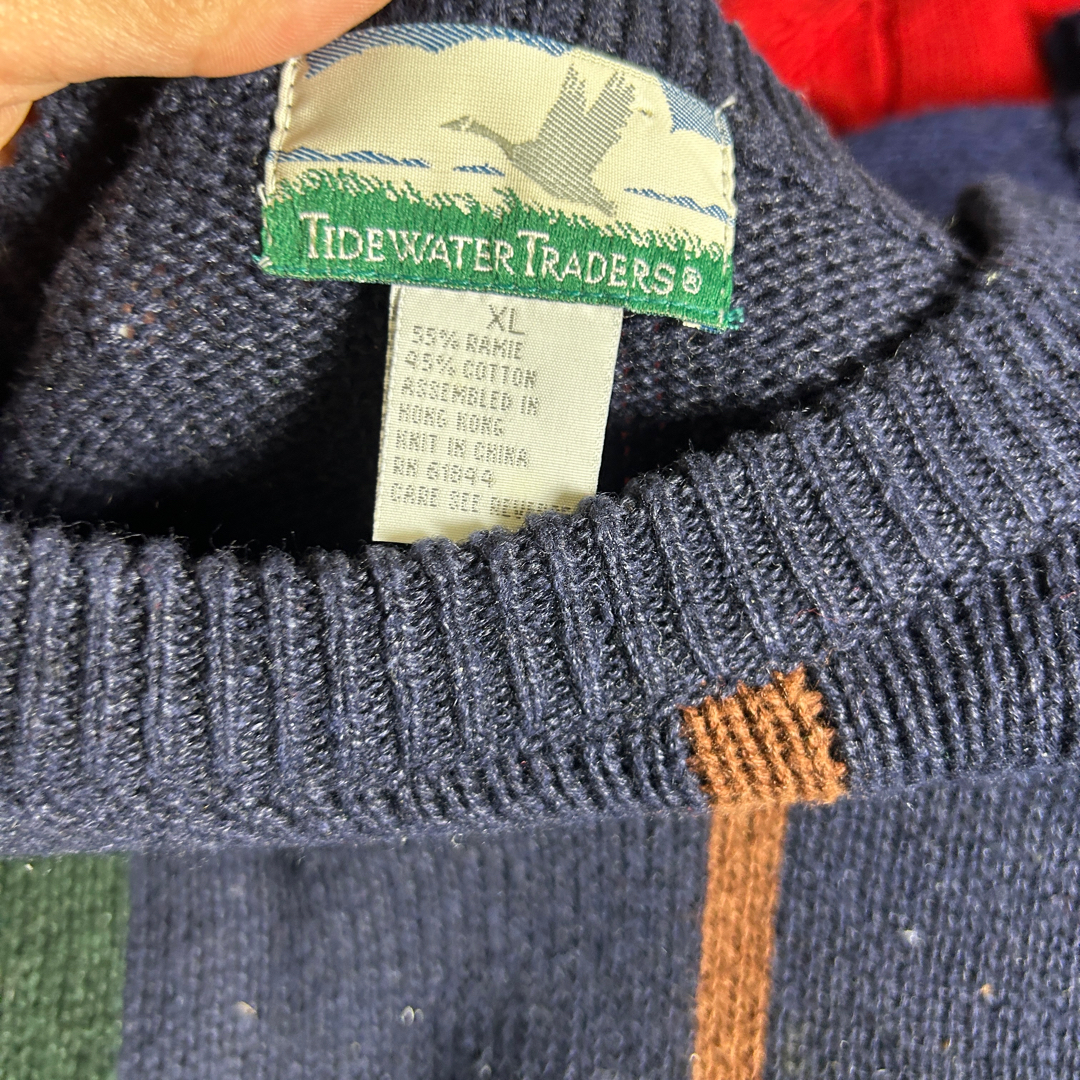 TIDEWATER TRADERS®
XL
55% RAMIE
45% COTTON
ASSEMBLED IN
HONG KONG
KNIT IN CHINA
RN 61844
CARE SEE REVERSE